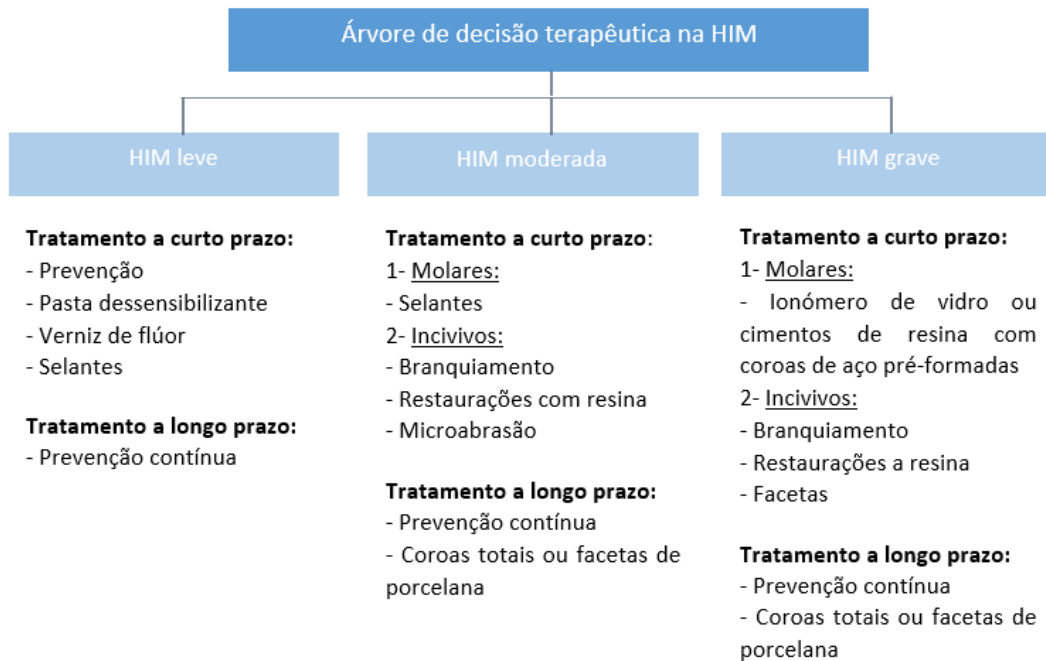 Árvore de decisão terapêutica na HIM
HIM leve
Tratamento a curto prazo:
- Prevenção
- Pasta dessensibilizante
- Verniz de flúor
- Selantes
Tratamento a longo prazo:
- Prevenção contínua
HIM moderada
Tratamento a curto prazo:
1- Molares:
- Selantes
2- Incivivos:
- Branquiamento
- Restaurações com resina
- Microabrasão
Tratamento a longo prazo:
- Prevenção contínua
- Coroas totais ou facetas de
porcelana
HIM grave
Tratamento a curto prazo:
1- Molares:
- Ionómero de vidro ou
cimentos de resina com
coroas de aço pré-formadas
2- Incivivos:
- Branquiamento
- Restaurações a resina
- Facetas
Tratamento a longo prazo:
- Prevenção contínua
- Coroas totais ou facetas de
porcelana